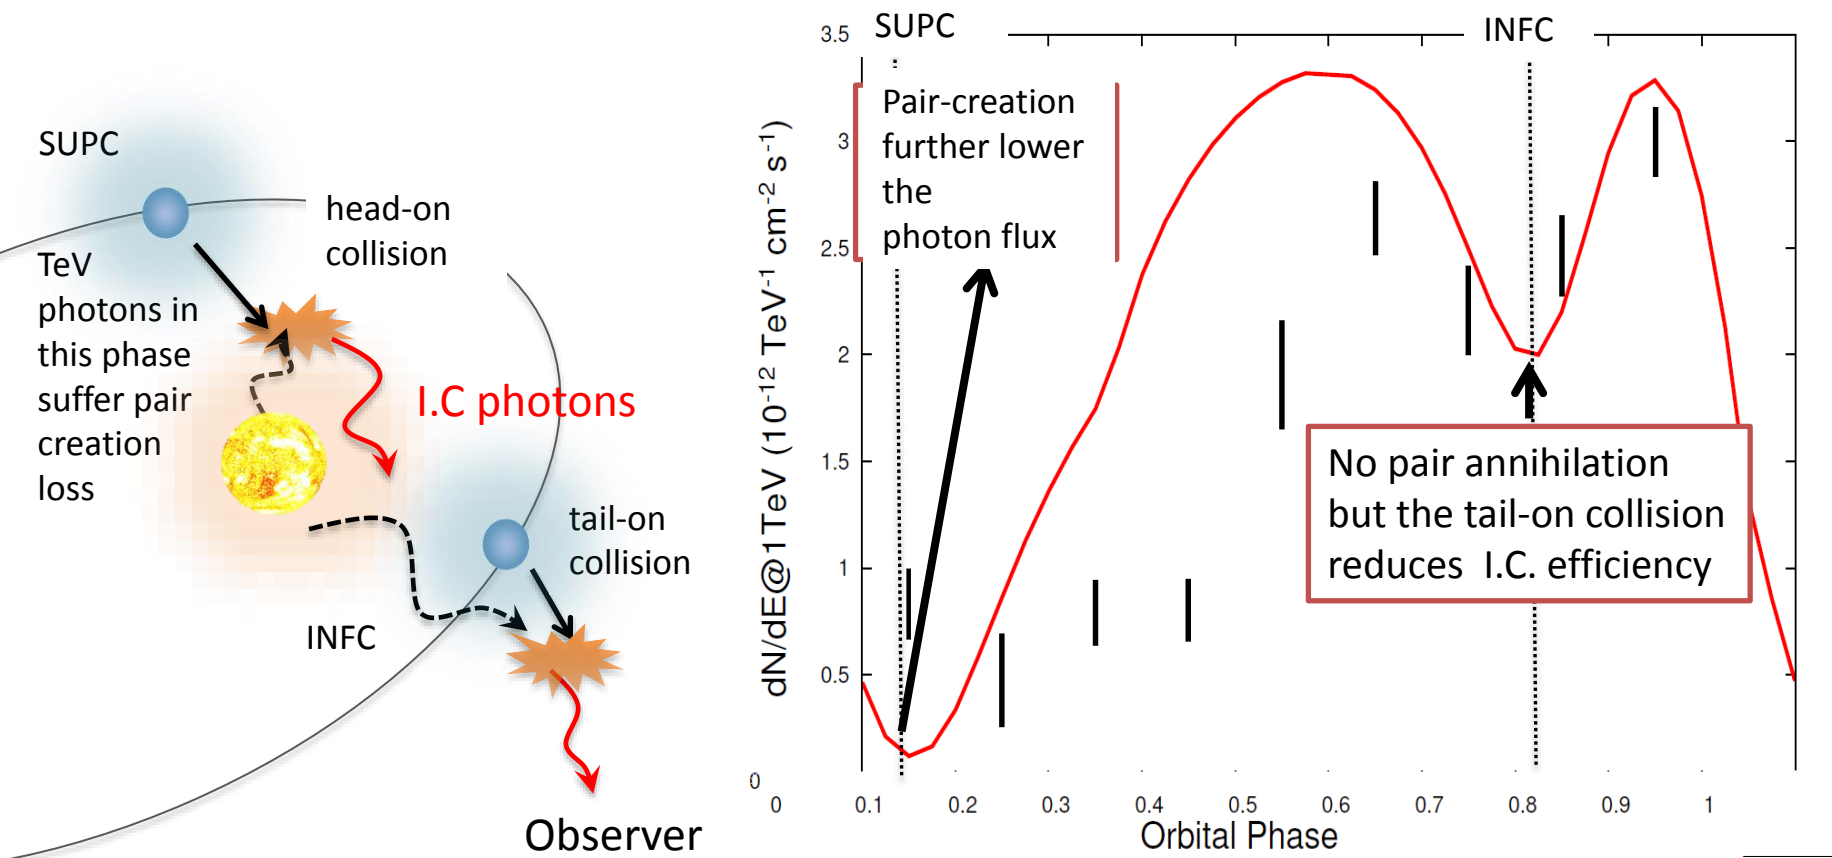 SUPC
head-on
collision
TeV
photons in
this phase
suffer pair
creation
loss
I.C photons
tail-on
collision
INFC
Observer
SUPC
INFC
Pair-creation
further lower
the
photon flux
No pair annihilation
but the tail-on collision
reduces I.C. efficiency
dN/dE@1TeV (10⁻¹² TeV⁻¹ cm⁻² s⁻¹)
3.5
3
2.5
2
1.5
1
0.5
0
0 0.1 0.2 0.3 0.4 0.5 0.6 0.7 0.8 0.9 1
Orbital Phase